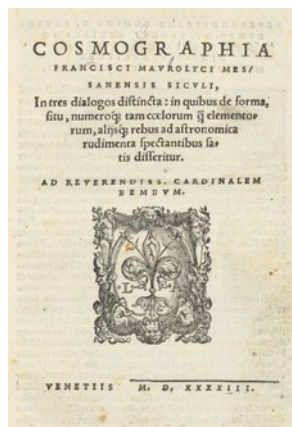 COSMOGRAPHIA
FRANCISCI MAVROLYCI MES/
SANENSIS SICVLI,
In tres dialogos distincta: in quibus de forma,
situ, numeroq́; tam cœlorum q̃ elemento-
rum, alijsq́; rebus ad astronomica
rudimenta spectantibus sa-
tis disseritur.
AD REVERENDISS. CARDINALEM
BEMBVM.
L I
VENETIIS M. D. XXXXIII.